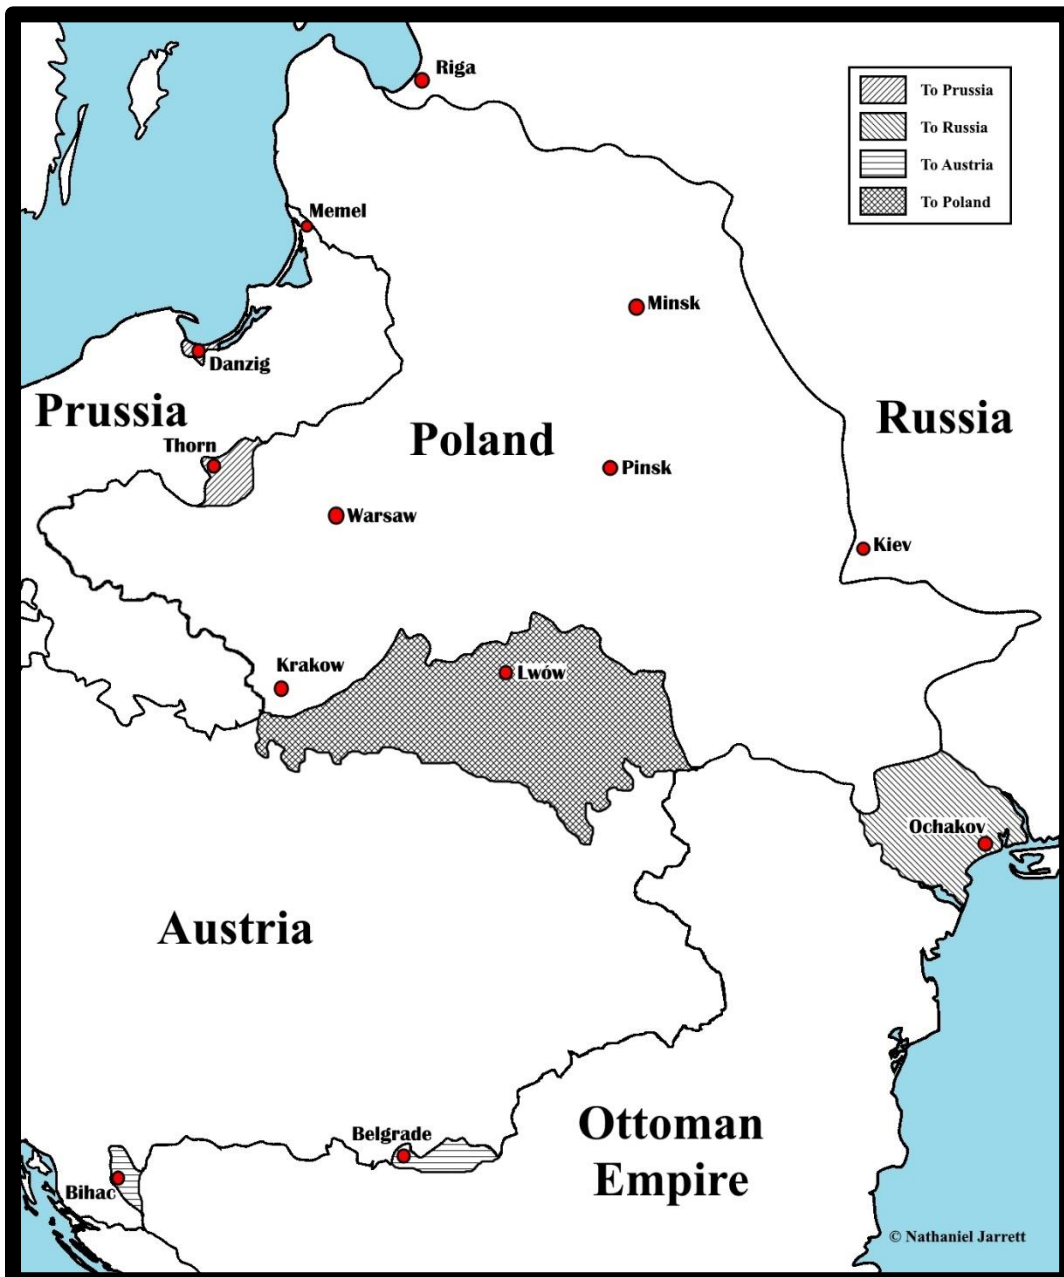 Riga
To Prussia
To Russia
To Austria
To Poland
Memel
Minsk
Danzig
Prussia
Russia
Poland
Thorn
Pinsk
Warsaw
Kiev
Krakow
Lwów
Ochakov
Austria
Ottoman
Empire
Belgrade
Bihac
© Nathaniel Jarrett